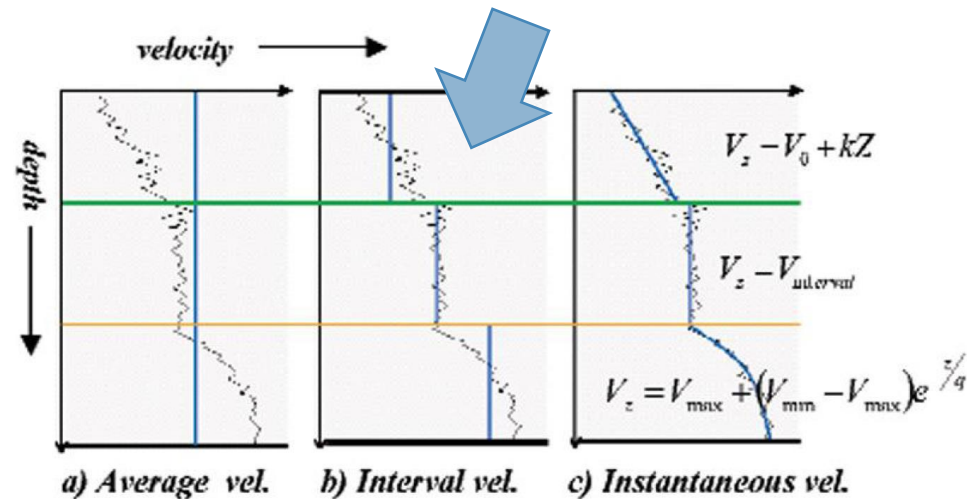 velocity
depth
V_z − V_0 + kZ
V_z − V_interval
V_z = V_max + (V_min − V_max)e^{z/q}
a) Average vel. b) Interval vel. c) Instantaneous vel.